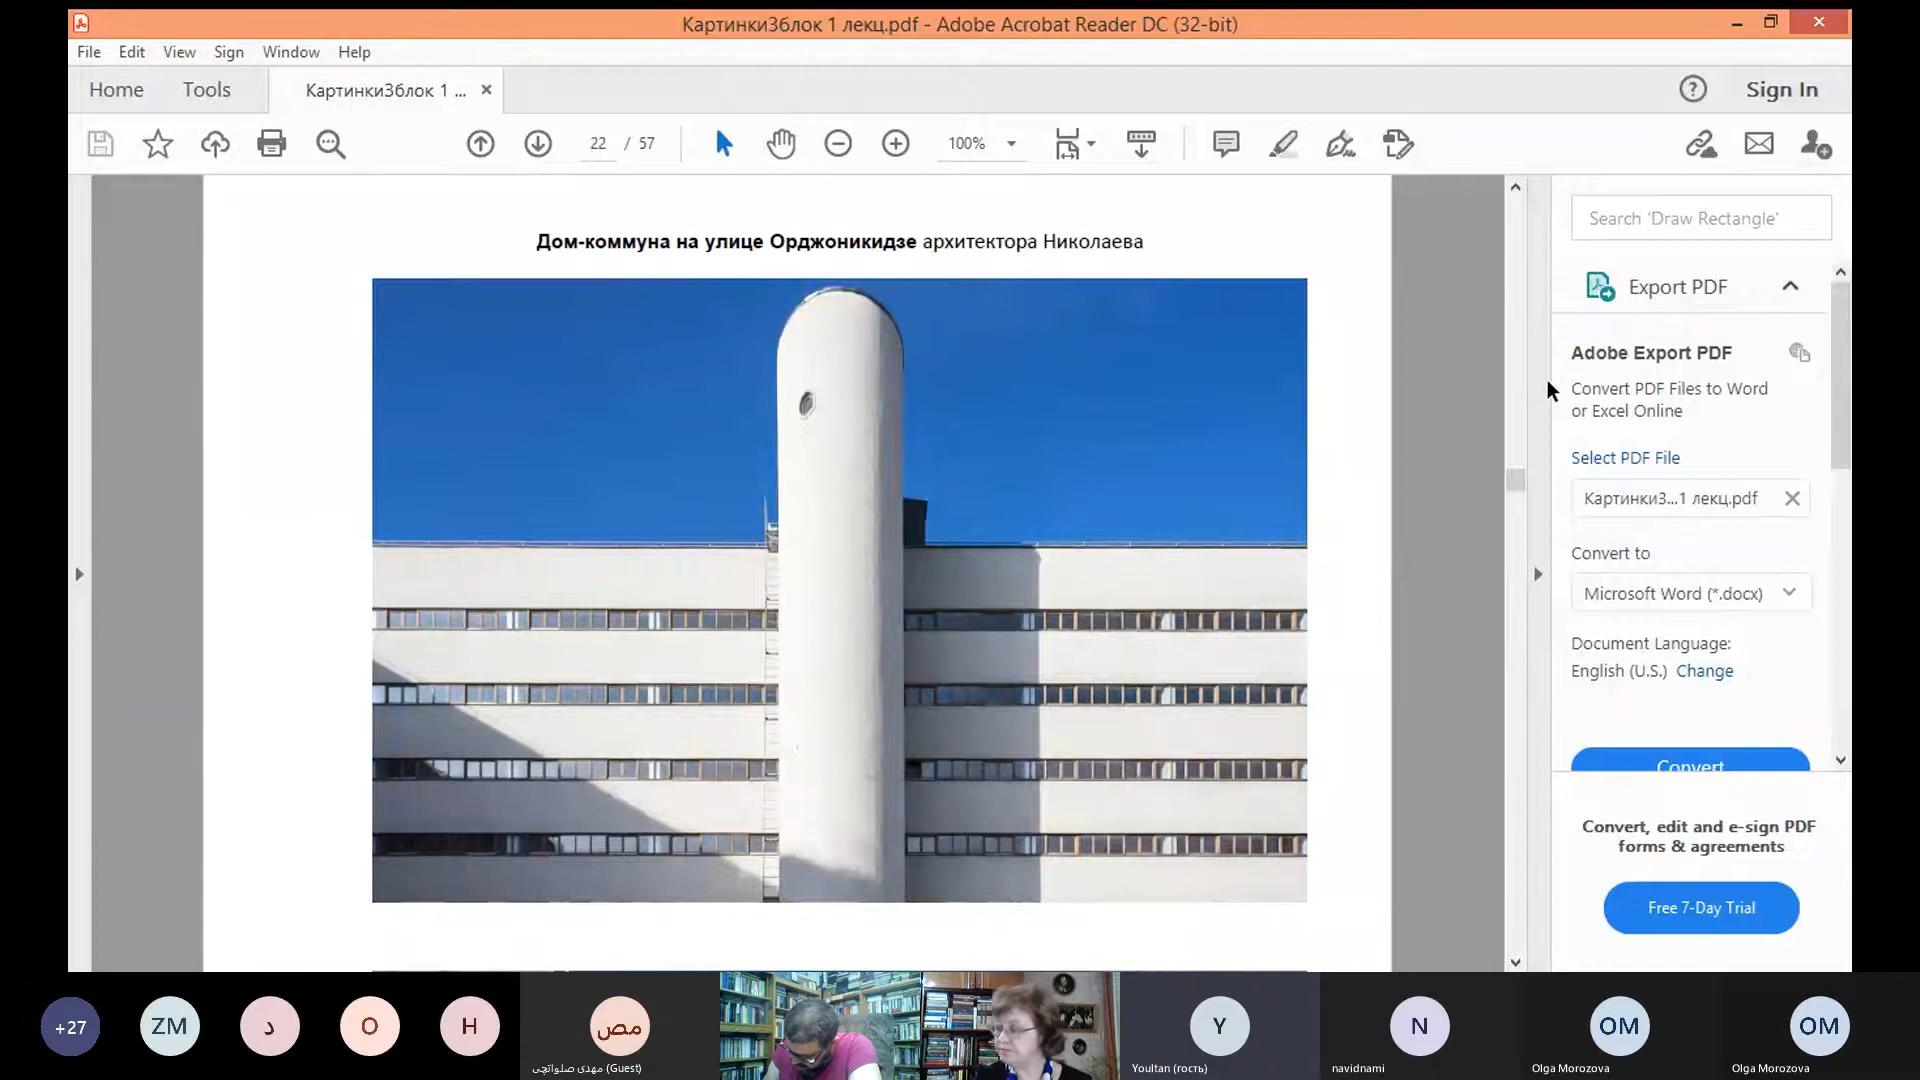 Картинки3блок 1 лекц.pdf - Adobe Acrobat Reader DC (32-bit)
File Edit View Sign Window Help
Home Tools Картинки3блок 1 ... Sign In
22 / 57 100%
Дом-коммуна на улице Орджоникидзе архитектора Николаева
Search 'Draw Rectangle'
Export PDF
Adobe Export PDF
Convert PDF Files to Word
or Excel Online
Select PDF File
Картинки3...1 лекц.pdf
Convert to
Microsoft Word (*.docx)
Document Language:
English (U.S.) Change
Convert
Convert, edit and e-sign PDF
forms & agreements
Free 7-Day Trial
+27 ZM د O H مص Y N OM OM
مهدی صلواتچی (Guest) Youltan (гость) navidnami Olga Morozova Olga Morozova